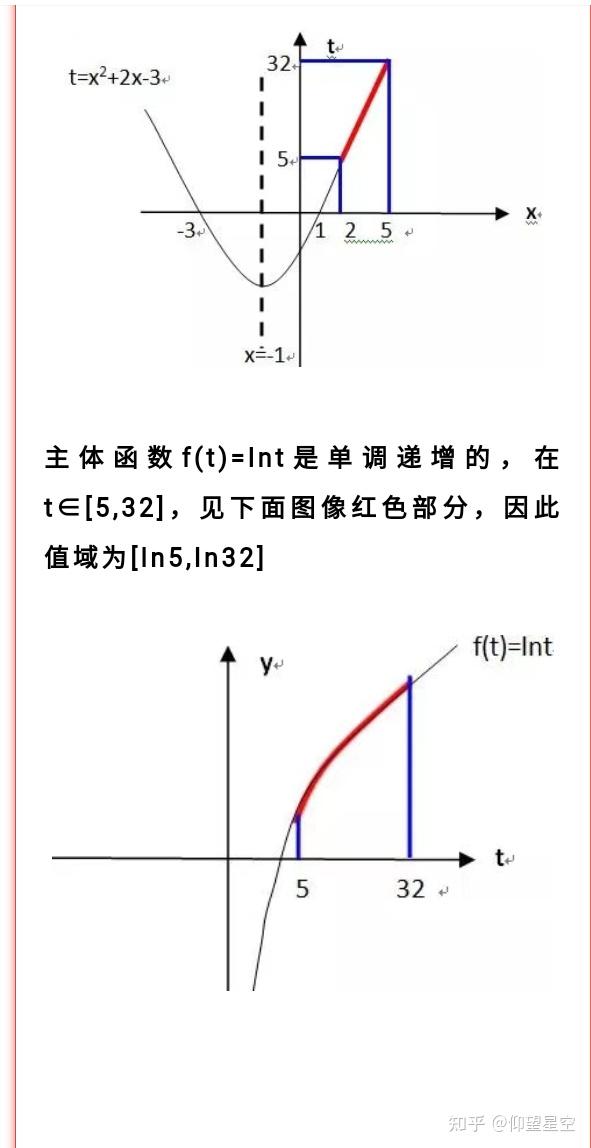 t
32
t=x²+2x-3
5
x
-3 1 2 5
x=-1
主体函数f(t)=lnt是单调递增的，在
t∈[5,32]，见下面图像红色部分，因此
值域为[ln5,ln32]
f(t)=lnt
y
t
5 32
知乎 @仰望星空